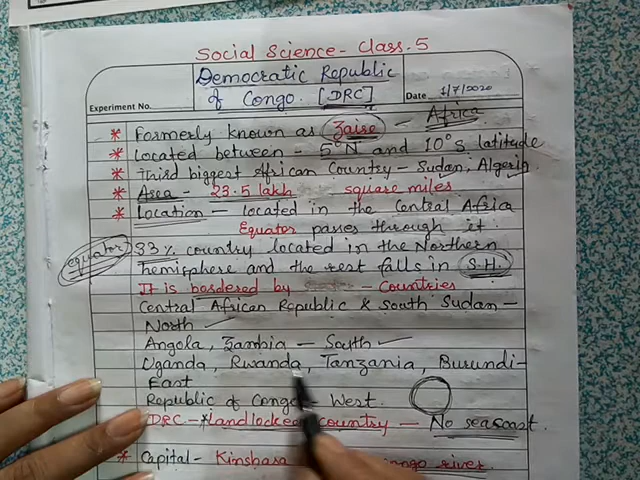 Social Science - Class. 5
Democratic Republic
of Congo. [DRC]
Experiment No.
Date 1/7/2020
* Formerly known as Zaire - Africa
* Located between - 5°N and 10°S latitude
* Third biggest African Country - Sudan, Algeria
* Area - 23.5 lakh square miles
* Location - located in the Central Africa
Equator passes through it.
equator 33% country located in the Northern
hemisphere and the rest falls in S.H.
It is bordered by - Countries
Central African Republic & South Sudan -
North
Angola, Zambia - South
Uganda, Rwanda, Tanzania, Burundi -
East
Republic of Congo West.
DRC - * Landlocked country - No seacoast.
* Capital - Kinshasa river.